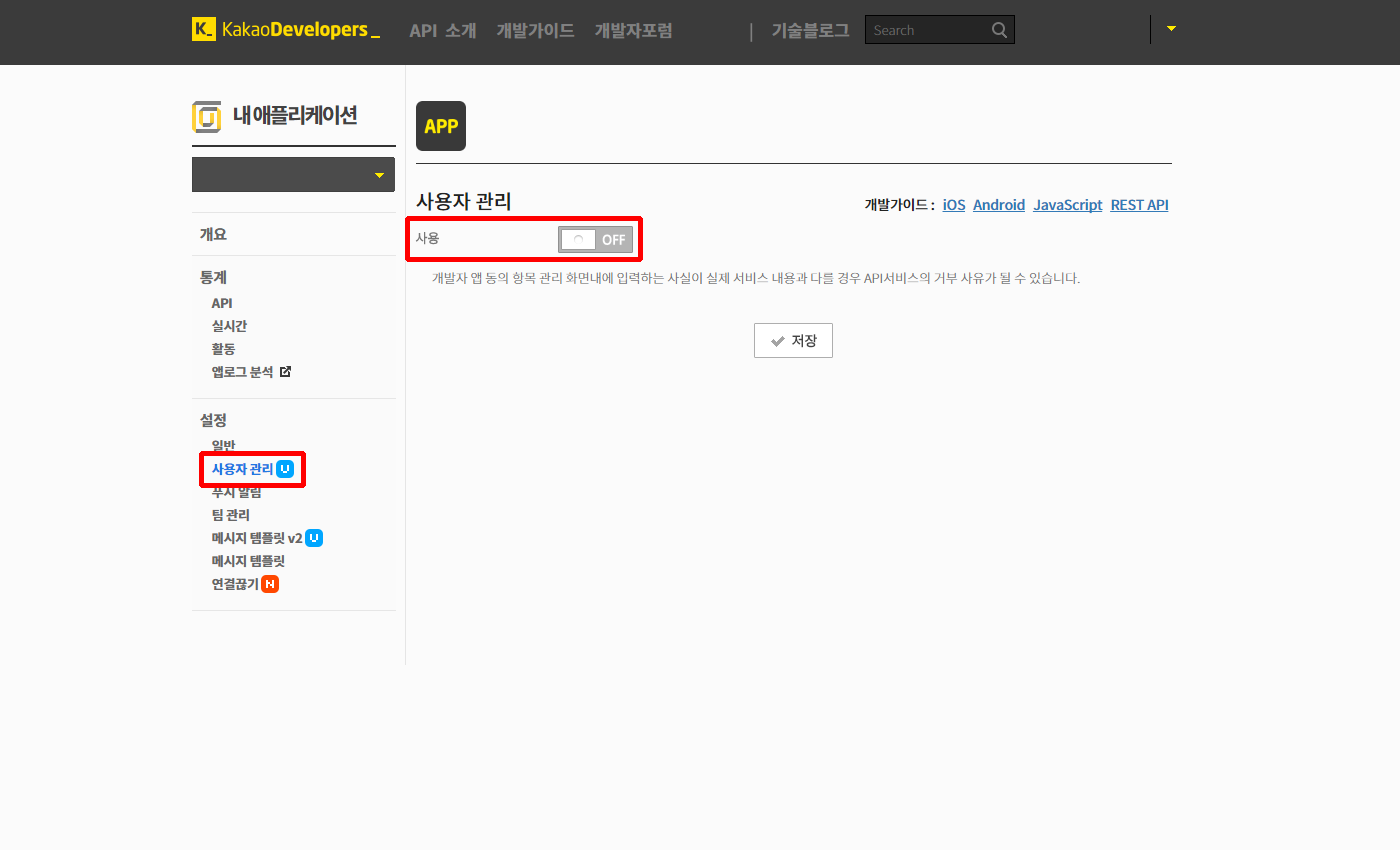 K_ KakaoDevelopers_ API 소개 개발가이드 개발자포럼 | 기술블로그 Search
내 애플리케이션
APP
사용자 관리
개발가이드 : iOS Android JavaScript REST API
사용 OFF
개발자 앱 동의 항목 관리 화면내에 입력하는 사실이 실제 서비스 내용과 다를 경우 API서비스의 거부 사유가 될 수 있습니다.
저장
개요
통계
API
실시간
활동
앱로그 분석
설정
일반
사용자 관리 U
푸시 알림
팀 관리
메시지 템플릿 v2 U
메시지 템플릿
연결끊기 N